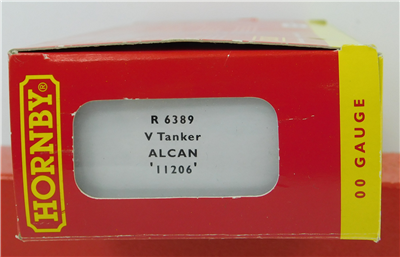 HORNBY®
R 6389
V Tanker
ALCAN
'11206'
00 GAUGE